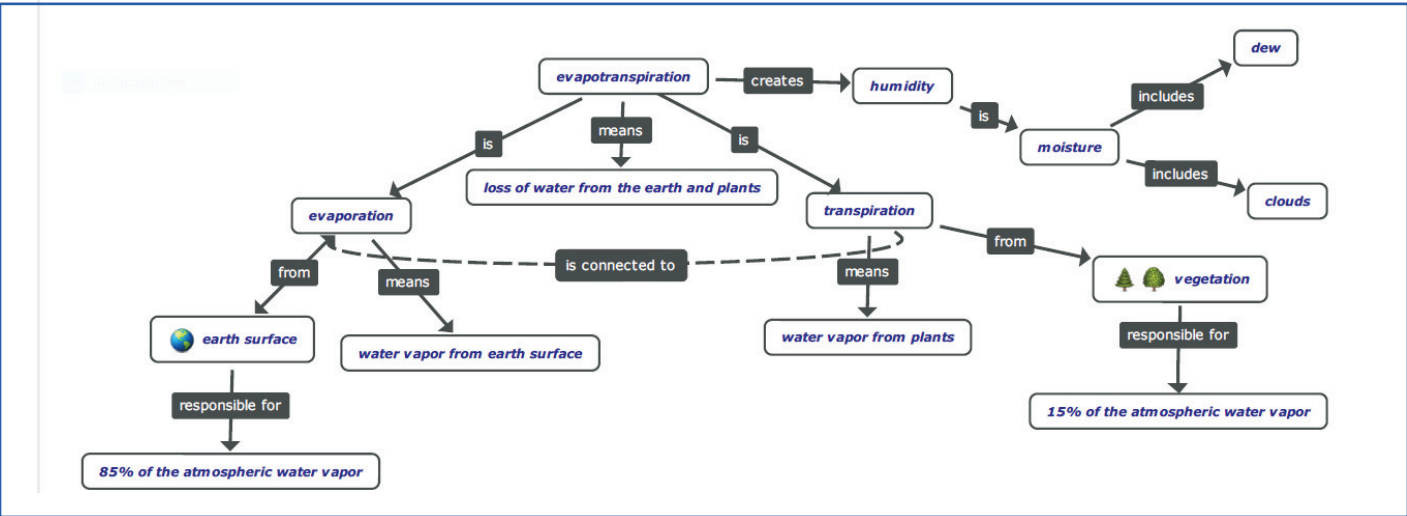 dew
evapotranspiration
creates
humidity
includes
is
means
is
is
moisture
includes
loss of water from the earth and plants
clouds
evaporation
transpiration
from
is connected to
from
means
means
vegetation
earth surface
water vapor from earth surface
water vapor from plants
responsible for
responsible for
15% of the atmospheric water vapor
85% of the atmospheric water vapor